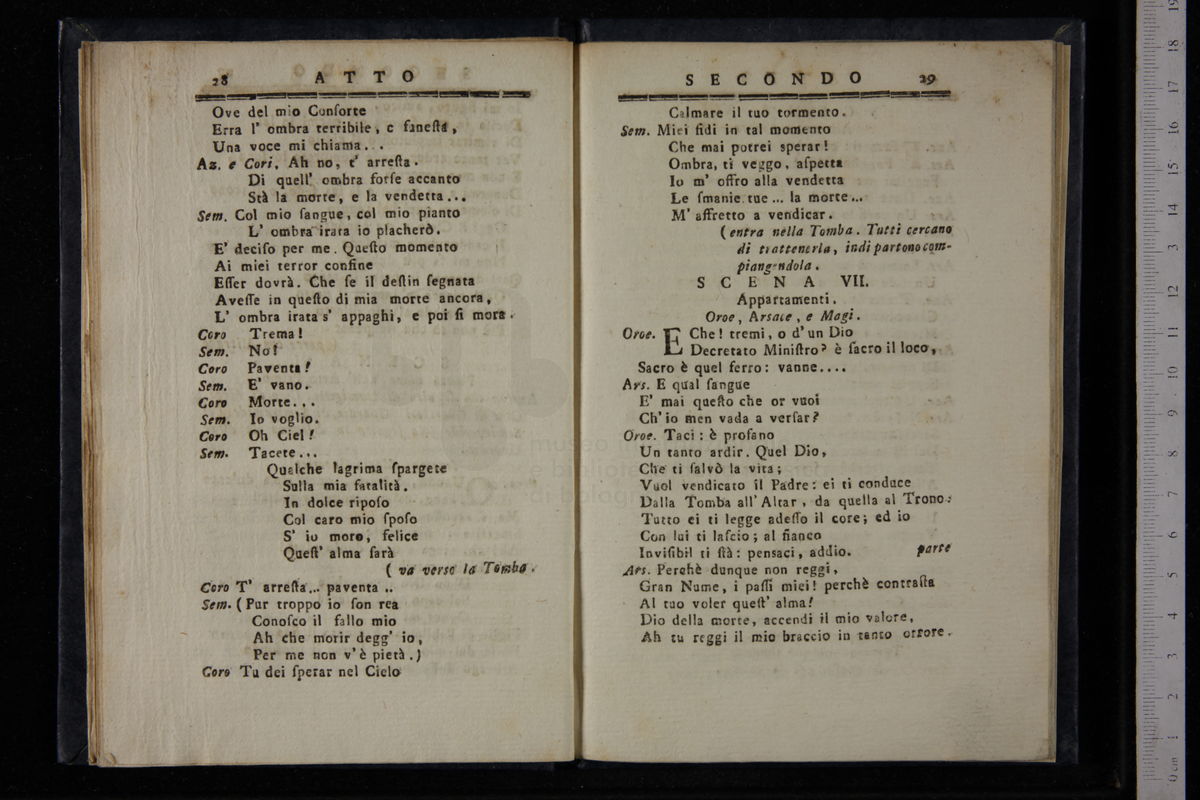 28 ATTO
Ove del mio Conſorte
Erra l' ombra terribile, e funeſta,
Una voce mi chiama...
Az. e Cori. Ah no, t' arreſta.
Di quell' ombra forſe accanto
Stà la morte, e la vendetta...
Sem. Col mio ſangue, col mio pianto
L' ombra irata io placherò.
E' deciſo per me. Queſto momento
Ai miei terror confine
Eſſer dovrà. Che ſe il deſtin ſegnata
Aveſſe in queſto dì mia morte ancora,
L' ombra irata s' appaghi, e poi ſi mora.
Coro Trema!
Sem. No!
Coro Paventa!
Sem. E' vano.
Coro Morte...
Sem. Io voglio.
Coro Oh Ciel!
Sem. Tacete...
Qualche lagrima ſpargete
Sulla mia fatalità.
In dolce ripoſo
Col caro mio ſpoſo
S' io moro, felice
Queſt' alma ſarà
( va verso la Tomba.
Coro T' arreſta... paventa ..
Sem. ( Pur troppo io ſon rea
Conoſco il fallo mio
Ah che morir degg' io,
Per me non v' è pietà.)
Coro Tu dei ſperar nel Cielo
SECONDO 29
Calmare il tuo tormento.
Sem. Miei fidi in tal momento
Che mai potrei sperar!
Ombra, ti veggo, aſpetta
Io m' offro alla vendetta
Le ſmanie tue... la morte...
M' affretto a vendicar.
( entra nella Tomba. Tutti cercano
di trattenerla, indi partono com-
piangendola.
SCENA VII.
Appartamenti.
Oroe, Arsace, e Magi.
Oroe. E Che! tremi, o d' un Dio
Decretato Miniſtro? è ſacro il loco,
Sacro è quel ferro: vanne....
Ars. E qual ſangue
E' mai queſto che or vuoi
Ch' io men vada a verſar?
Oroe. Taci: è profano
Un tanto ardir. Quel Dio,
Che ti ſalvò la vita;
Vuol vendicato il Padre: ei ti conduce
Dalla Tomba all' Altar, da quella al Trono:
Tutto ei ti legge adeſſo il core; ed io
Con lui ti laſcio; al fianco
Inviſibil ti ſtà: pensaci, addio. parte
Ars. Perchè dunque non reggi,
Gran Nume, i paſſi miei! perchè contraſta
Al tuo voler queſt' alma!
Dio della morte, accendi il mio valore,
Ah tu reggi il mio braccio in tanto orrore.